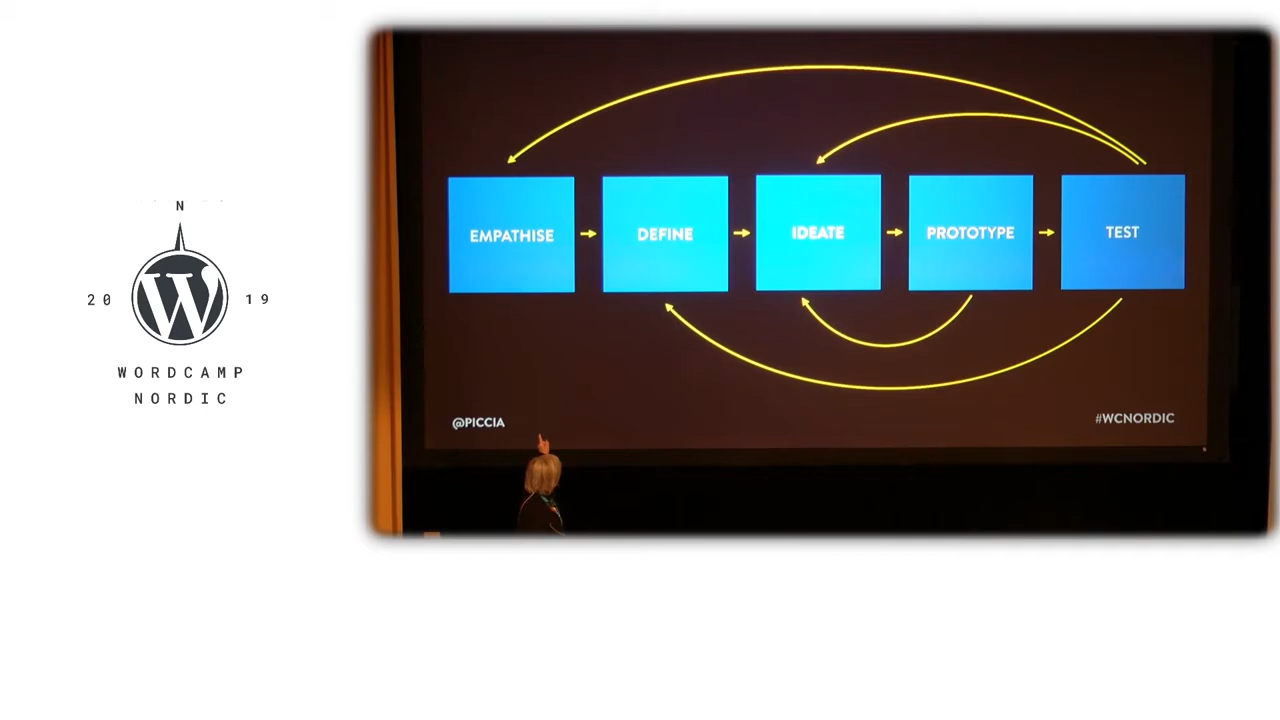 N
20 19
WORDCAMP
NORDIC
EMPATHISE
DEFINE
IDEATE
PROTOTYPE
TEST
@PICCIA
#WCNORDIC